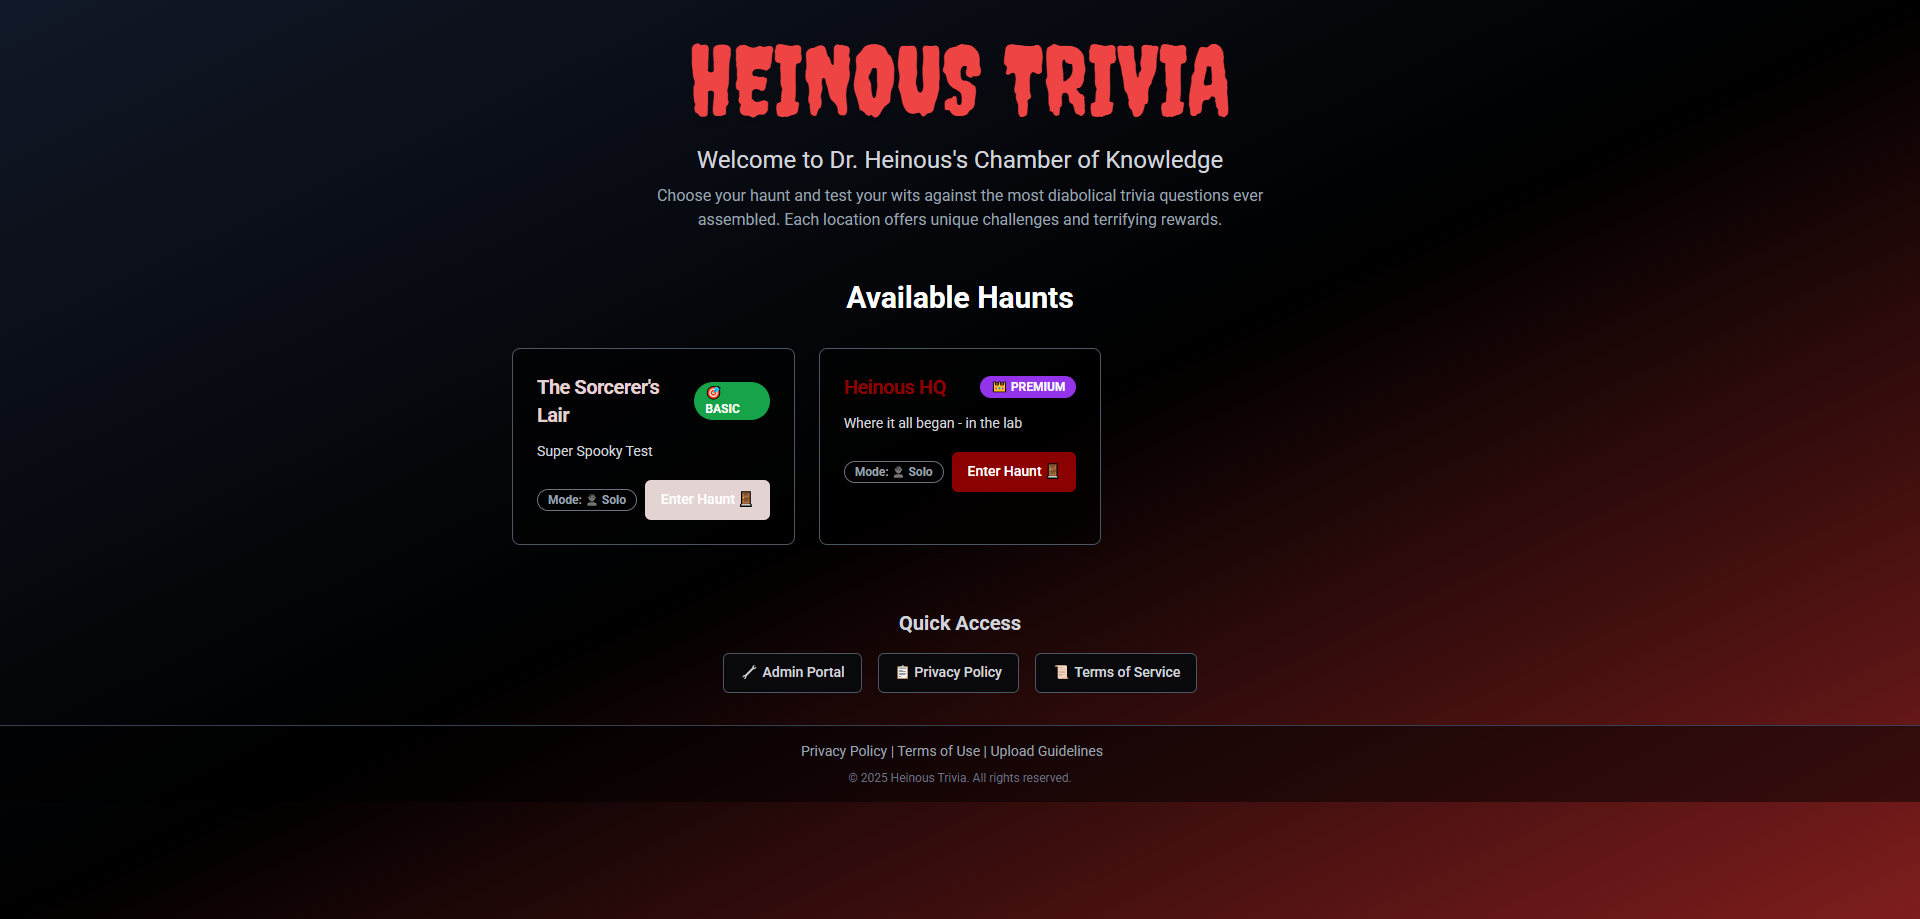 HEINOUS TRIVIA
Welcome to Dr. Heinous's Chamber of Knowledge
Choose your haunt and test your wits against the most diabolical trivia questions ever
assembled. Each location offers unique challenges and terrifying rewards.
Available Haunts
The Sorcerer's
Lair
🎯
BASIC
Super Spooky Test
Mode: 👤 Solo
Enter Haunt 🚪
Heinous HQ
👑 PREMIUM
Where it all began - in the lab
Mode: 👤 Solo
Enter Haunt 🚪
Quick Access
🔧 Admin Portal
📋 Privacy Policy
📜 Terms of Service
Privacy Policy | Terms of Use | Upload Guidelines
© 2025 Heinous Trivia. All rights reserved.